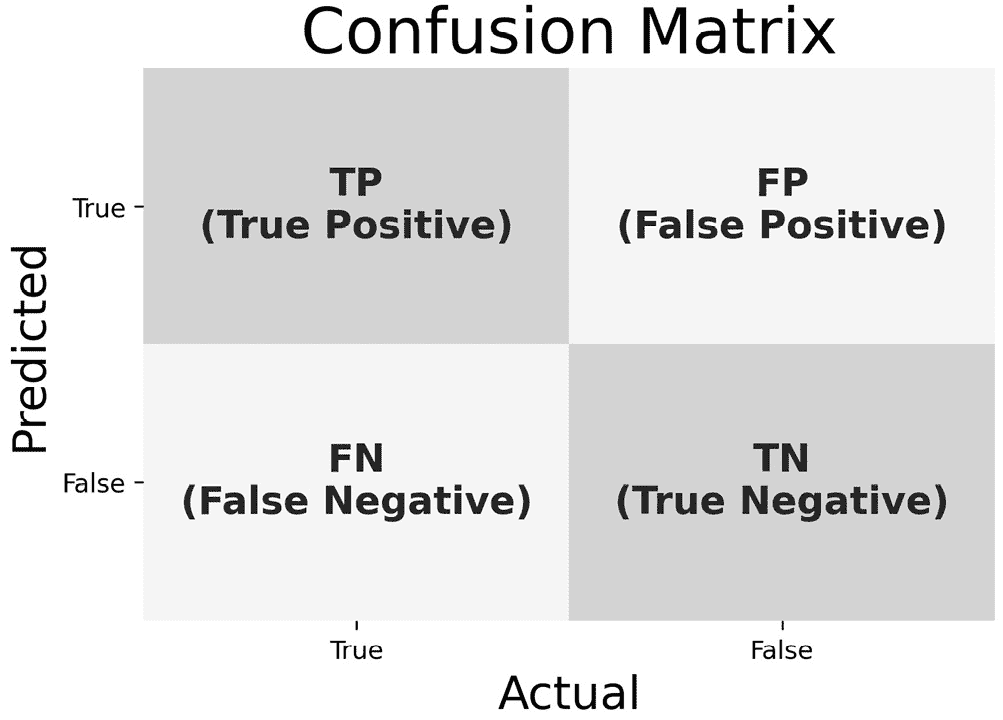 Confusion Matrix
Predicted
True
TP
(True Positive)
FP
(False Positive)
False
FN
(False Negative)
TN
(True Negative)
True
False
Actual